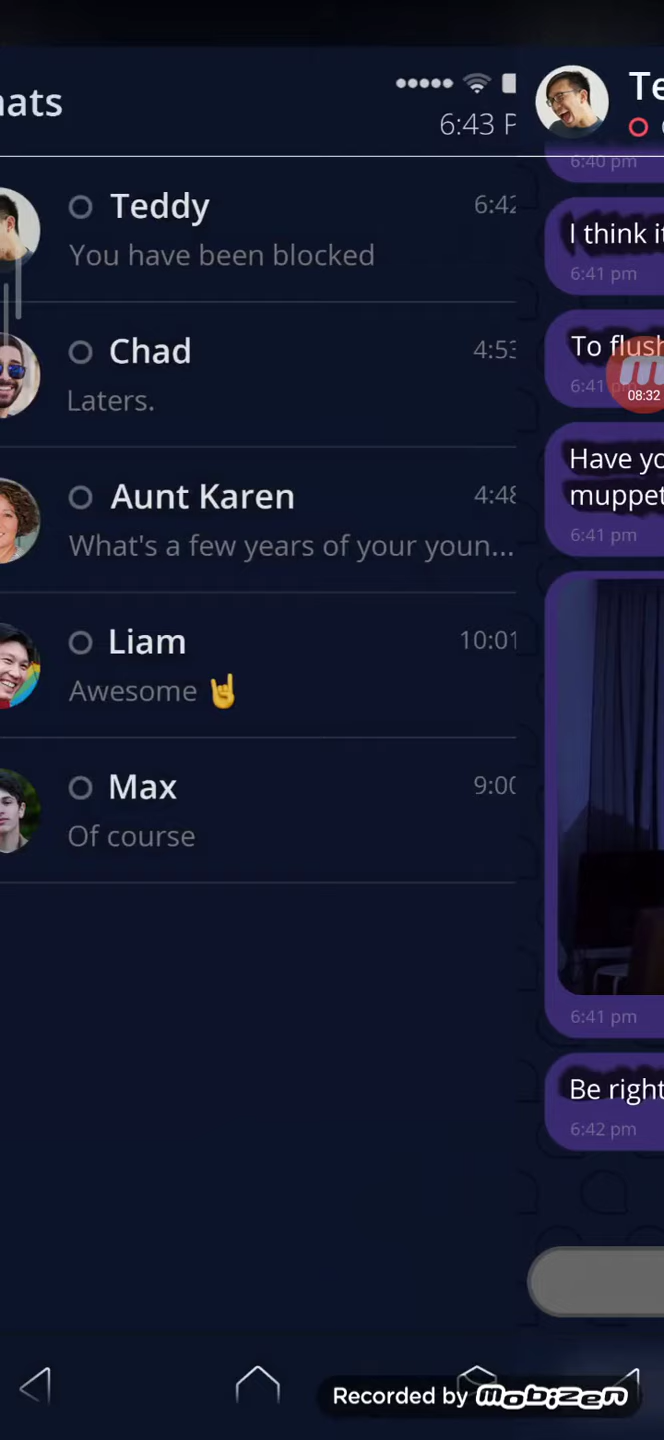 hats
6:43 P
Teddy
6:42
You have been blocked
Chad
4:53
Laters.
Aunt Karen
4:48
What's a few years of your youn...
Liam
10:01
Awesome 🤘
Max
9:00
Of course
Te
6:40 pm
I think it
6:41 pm
To flush
6:41
08:32
Have yo
muppet
6:41 pm
6:41 pm
Be right
6:42 pm
Recorded by mobizen